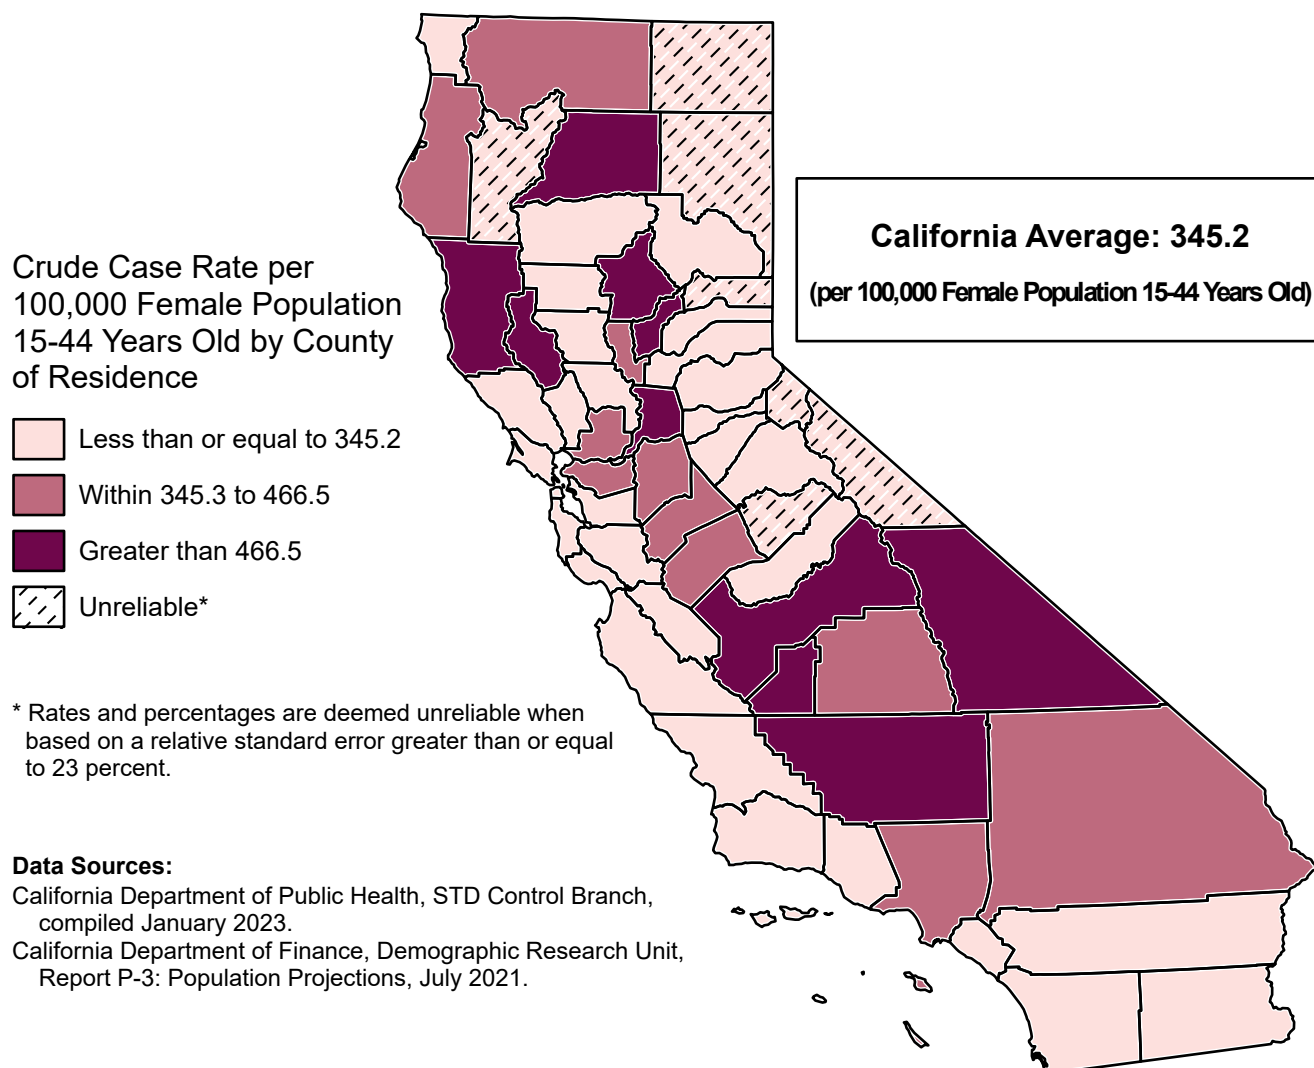 California Average: 345.2
(per 100,000 Female Population 15-44 Years Old)
Crude Case Rate per
100,000 Female Population
15-44 Years Old by County
of Residence
Less than or equal to 345.2
Within 345.3 to 466.5
Greater than 466.5
Unreliable*
* Rates and percentages are deemed unreliable when
based on a relative standard error greater than or equal
to 23 percent.
Data Sources:
California Department of Public Health, STD Control Branch,
compiled January 2023.
California Department of Finance, Demographic Research Unit,
Report P-3: Population Projections, July 2021.